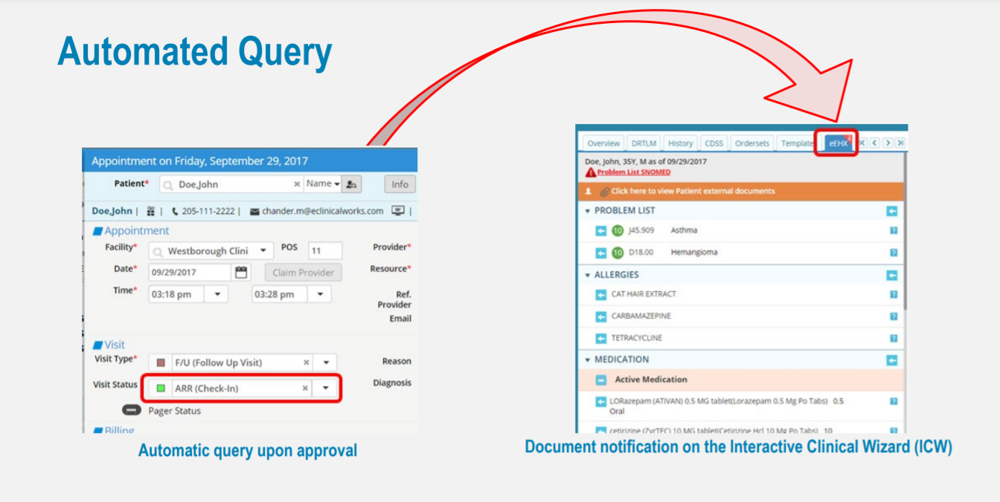 Automated Query
Appointment on Friday, September 29, 2017
Patient* Doe,John × Name Info
Doe,John | | 205-111-2222 | chander.m@eclinicalworks.com |
Appointment
Facility* Westborough Clini POS 11 Provider*
Date* 09/29/2017 Claim Provider Resource*
Time* 03:18 pm 03:28 pm Ref.
Provider
Email
Visit
Visit Type* F/U (Follow Up Visit) × Reason
Visit Status ARR (Check-In) × Diagnosis
Pager Status
Billing
Automatic query upon approval
Overview DRTLM History CDSS Ordersets Template eEHX
Doe, John, 35Y, M as of 09/29/2017
Problem List SNOMED
Click here to view Patient external documents
PROBLEM LIST
10 J45.909 Asthma ?
10 D18.00 Hemangioma ?
ALLERGIES
CAT HAIR EXTRACT ?
CARBAMAZEPINE ?
TETRACYCLINE ?
MEDICATION
Active Medication
LORazepam (ATIVAN) 0.5 MG tablet(Lorazepam 0.5 Mg Po Tabs) 0.5 ?
Oral
cetirizine (ZyrTEC) 10 MG tablet(Cetirizine Hcl 10 Mg Po Tabs) 10 ?
Document notification on the Interactive Clinical Wizard (ICW)